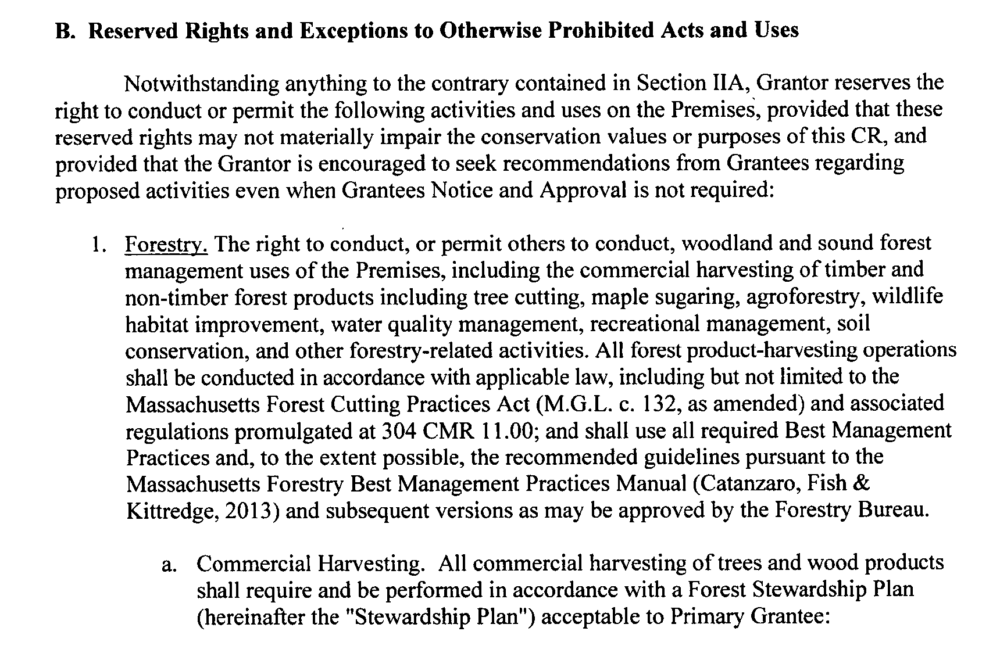 B. Reserved Rights and Exceptions to Otherwise Prohibited Acts and Uses
Notwithstanding anything to the contrary contained in Section IIA, Grantor reserves the
right to conduct or permit the following activities and uses on the Premises, provided that these
reserved rights may not materially impair the conservation values or purposes of this CR, and
provided that the Grantor is encouraged to seek recommendations from Grantees regarding
proposed activities even when Grantees Notice and Approval is not required:
1. Forestry. The right to conduct, or permit others to conduct, woodland and sound forest
management uses of the Premises, including the commercial harvesting of timber and
non-timber forest products including tree cutting, maple sugaring, agroforestry, wildlife
habitat improvement, water quality management, recreational management, soil
conservation, and other forestry-related activities. All forest product-harvesting operations
shall be conducted in accordance with applicable law, including but not limited to the
Massachusetts Forest Cutting Practices Act (M.G.L. c. 132, as amended) and associated
regulations promulgated at 304 CMR 11.00; and shall use all required Best Management
Practices and, to the extent possible, the recommended guidelines pursuant to the
Massachusetts Forestry Best Management Practices Manual (Catanzaro, Fish &
Kittredge, 2013) and subsequent versions as may be approved by the Forestry Bureau.
a. Commercial Harvesting. All commercial harvesting of trees and wood products
shall require and be performed in accordance with a Forest Stewardship Plan
(hereinafter the "Stewardship Plan") acceptable to Primary Grantee: